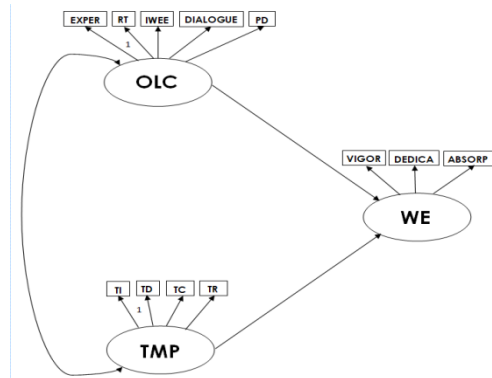 EXPER RT IWEE DIALOGUE PD
1
OLC
VIGOR DEDICA ABSORP
WE
TI TD TC TR
1
TMP